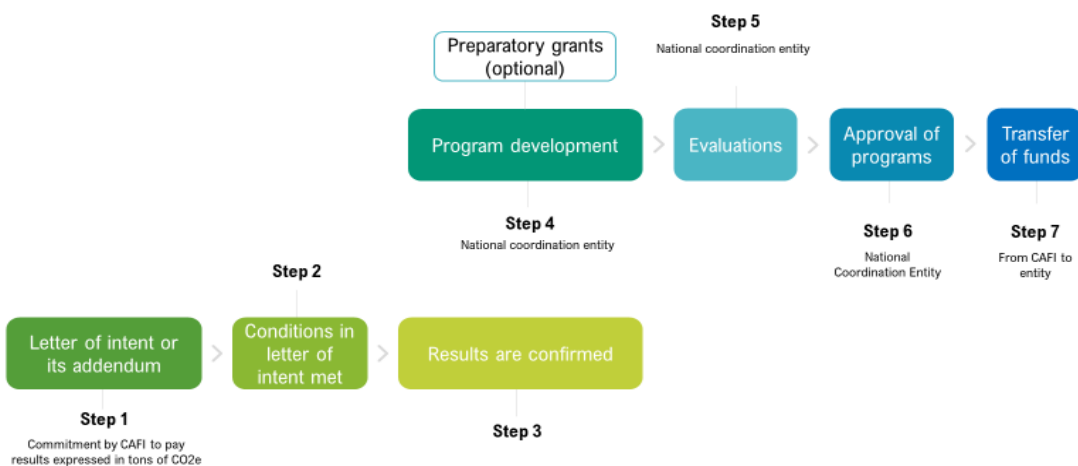 Step 5
National coordination entity
Preparatory grants
(optional)
Program development
Evaluations
Approval of
programs
Transfer
of funds
Step 4
National coordination entity
Step 6
National
Coordination Entity
Step 7
From CAFI to
entity
Step 2
Letter of intent or
its addendum
Conditions in
letter of
intent met
Results are confirmed
Step 1
Commitment by CAFI to pay
results expressed in tons of CO2e
Step 3